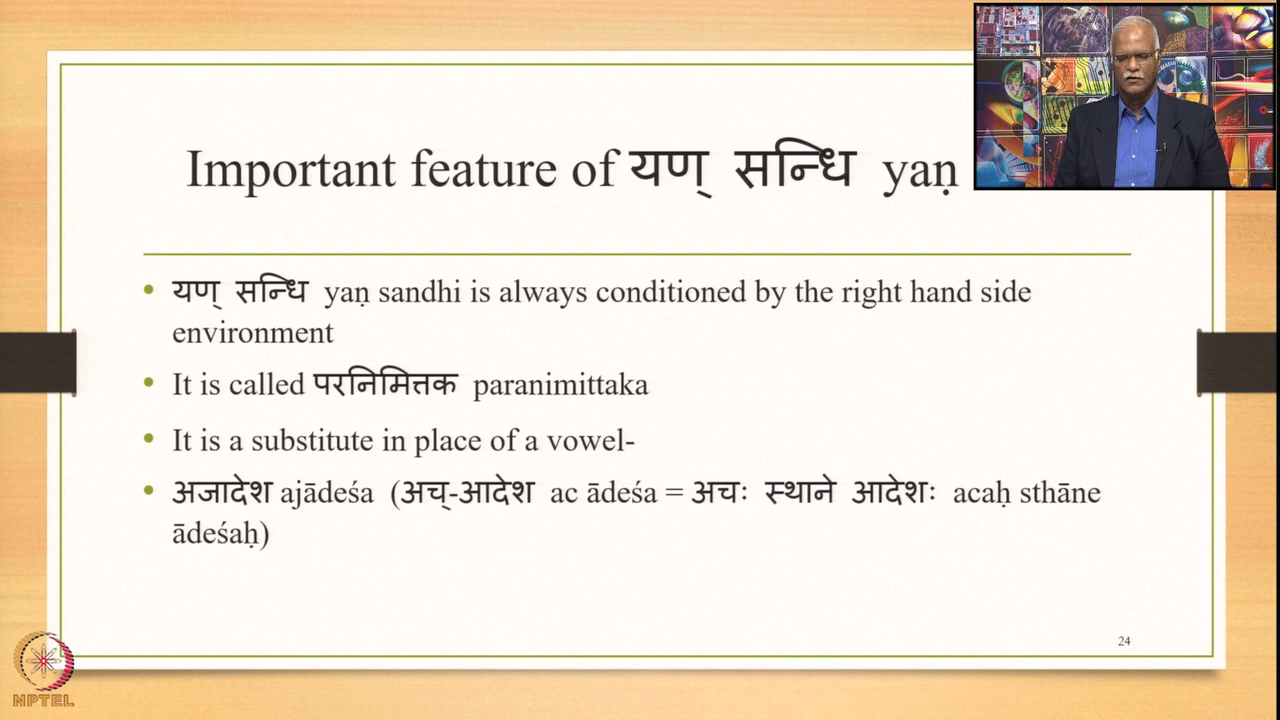 Important feature of यण् सन्धि yaṇ
• यण् सन्धि yaṇ sandhi is always conditioned by the right hand side
environment
• It is called परनिमित्तक paranimittaka
• It is a substitute in place of a vowel-
• अजादेश ajādeśa (अच्-आदेश ac ādeśa = अचः स्थाने आदेशः acaḥ sthāne
ādeśaḥ)
24
NPTEL